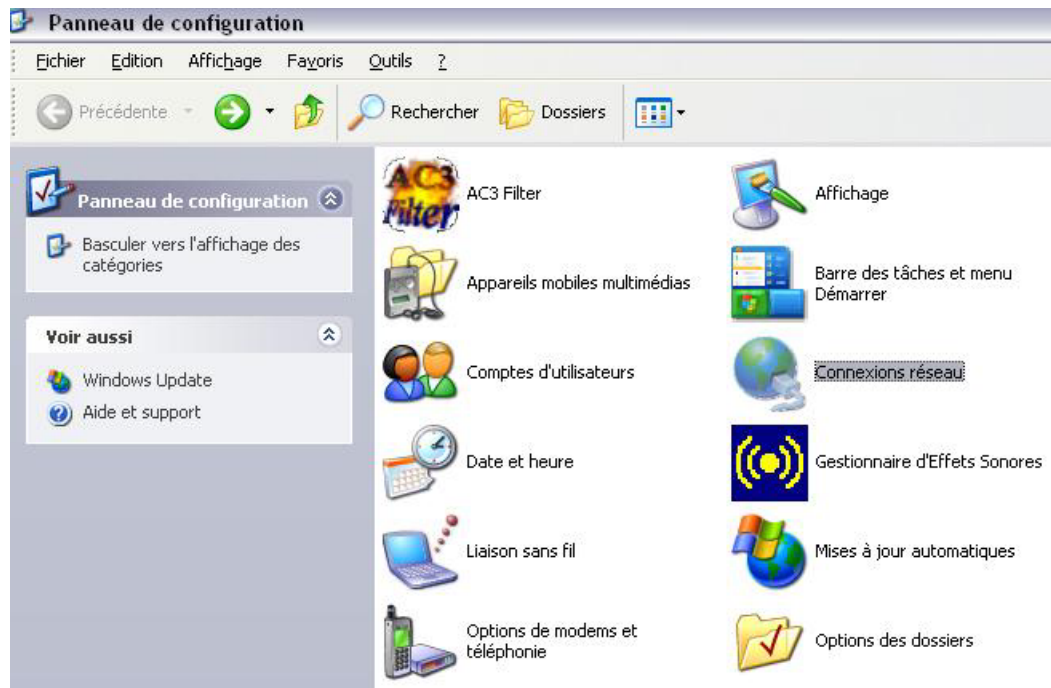 Panneau de configuration
Fichier Edition Affichage Favoris Outils ?
Précédente Rechercher Dossiers
Panneau de configuration
Basculer vers l'affichage des
catégories
Voir aussi
Windows Update
Aide et support
AC3 Filter
AC3
Filter
Affichage
Appareils mobiles multimédias
Barre des tâches et menu
Démarrer
Comptes d'utilisateurs
Connexions réseau
Date et heure
Gestionnaire d'Effets Sonores
Liaison sans fil
Mises à jour automatiques
Options de modems et
téléphonie
Options des dossiers